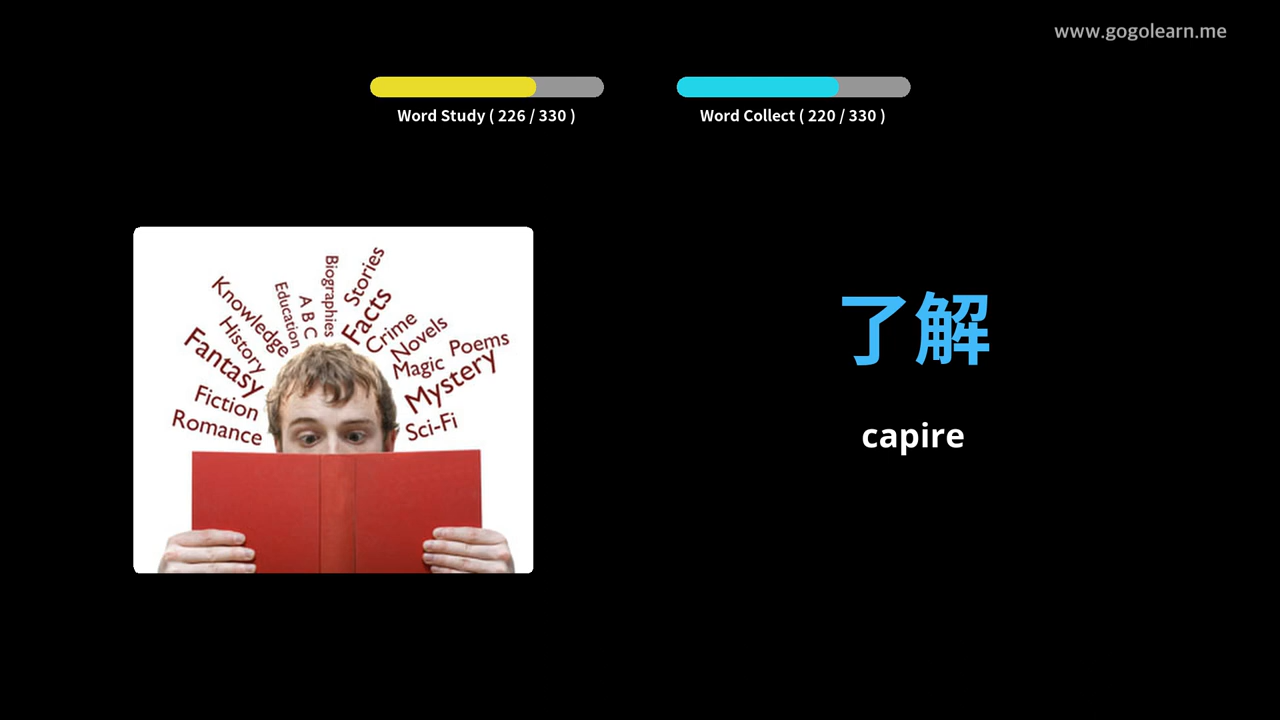 www.gogolearn.me
Word Study ( 226 / 330 )
Word Collect ( 220 / 330 )
Knowledge
Education
A B C
Biographies
Stories
Facts
History
Crime
Novels
Fantasy
Magic
Poems
Fiction
Mystery
Romance
Sci-Fi
了解
capire